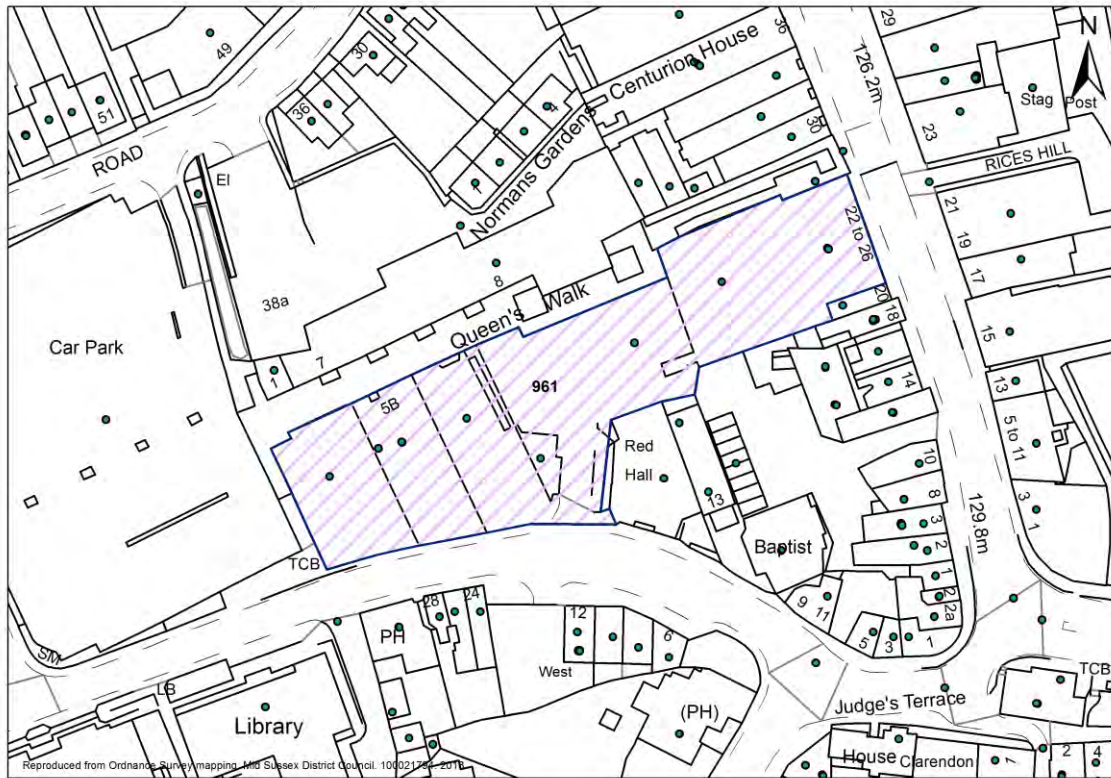 49
30
36
Centurion House
29
126.2m
N
51
36
4
Stag
Post
ROAD
23
30
El
1
Normans Gardens
RICES HILL
22 to 26
21
19
17
38a
8
Queen's Walk
20
18
Car Park
7
15
1
961
5B
14
13
5 to 11
Red
Hall
10
13
8
3
3
1
129.8m
TCB
Baptist
2
1
28
24
9
11
2
2a
12
6
PH
5
3
1
SM
West
TCB
LB
Judge's Terrace
Library
(PH)
House
Clarendon
1
2
4
Reproduced from Ordnance Survey mapping. Mid Sussex District Council. 100021794. 2018